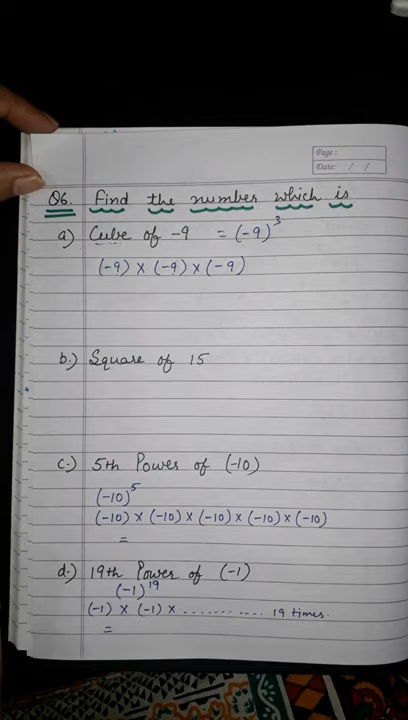 Page:
Date: / /
Q6. Find the number which is
a) Cube of -9 = (-9)³
(-9) × (-9) × (-9)
b.) Square of 15
c.) 5th Power of (-10)
(-10)⁵
(-10) × (-10) × (-10) × (-10) × (-10)
=
d.) 19th Power of (-1)
(-1)¹⁹
(-1) × (-1) × ............ 19 times.
=